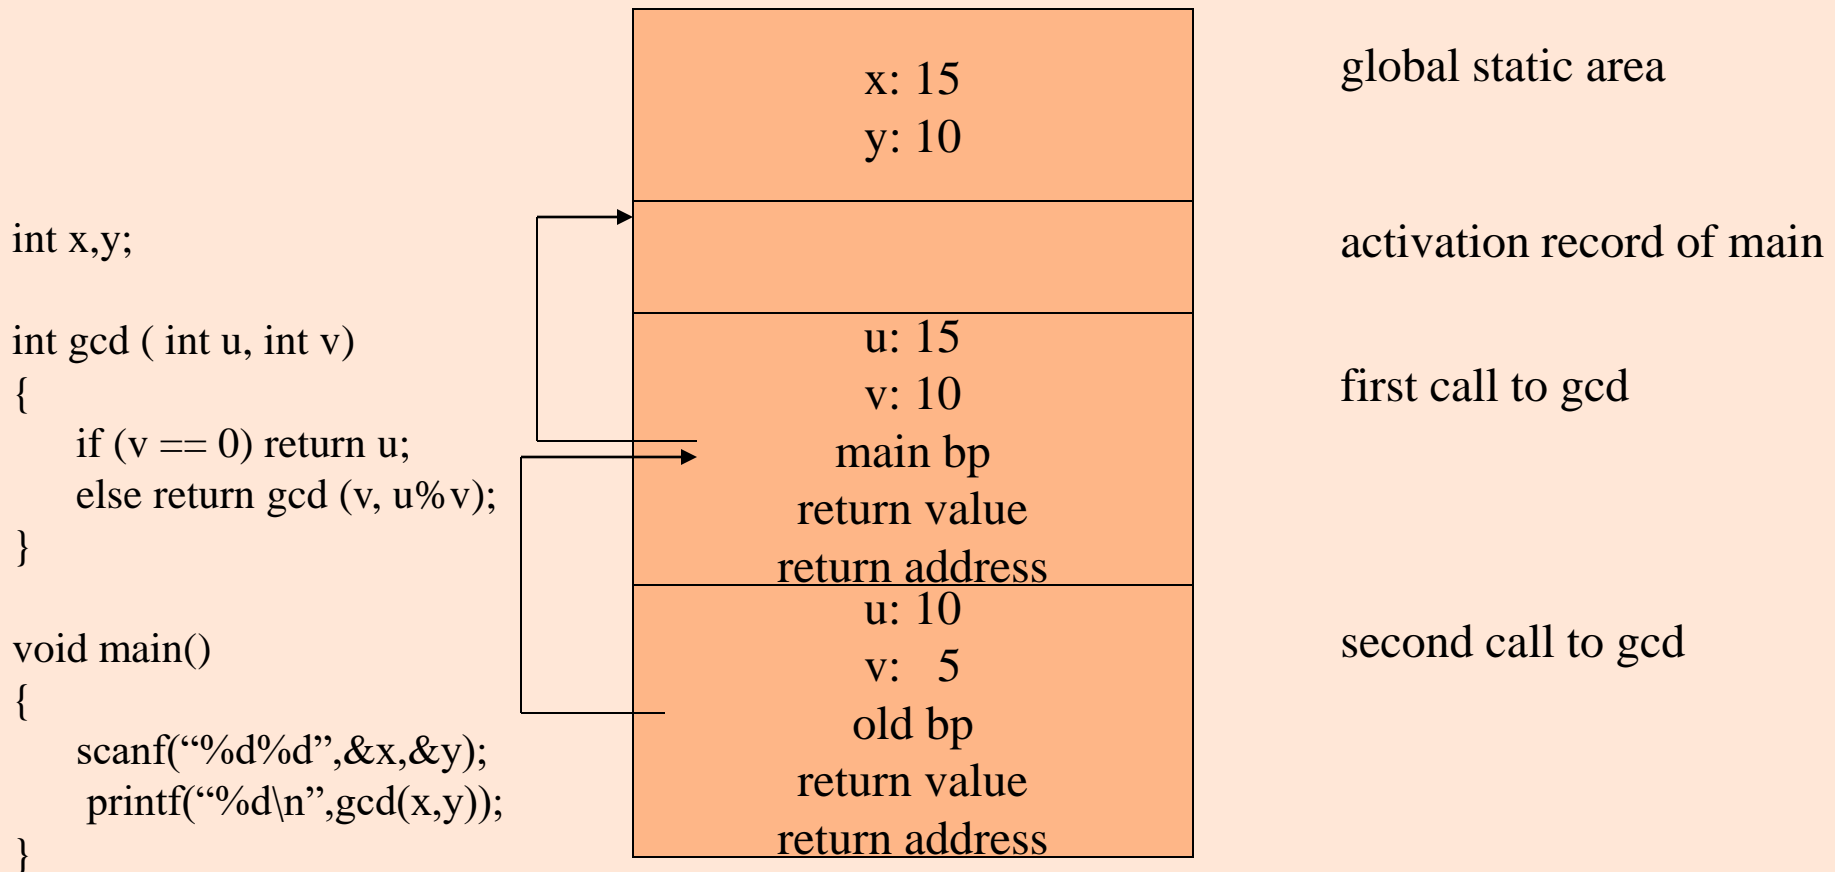 int x,y;
int gcd ( int u, int v)
{
if (v == 0) return u;
else return gcd (v, u%v);
}
void main()
{
scanf(“%d%d”,&x,&y);
printf(“%d\n”,gcd(x,y));
}
x: 15
y: 10
u: 15
v: 10
main bp
return value
return address
u: 10
v: 5
old bp
return value
return address
global static area
activation record of main
first call to gcd
second call to gcd